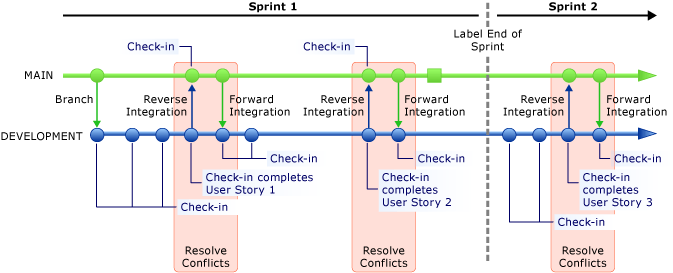 Sprint 1
Sprint 2
Label End of
Sprint
Check-in
Check-in
MAIN
Branch
Reverse
Integration
Forward
Integration
Reverse
Integration
Forward
Integration
Reverse
Integration
Forward
Integration
DEVELOPMENT
Check-in
Check-in completes
User Story 1
Check-in
Check-in
Check-in
completes
User Story 2
Check-in
Check-in
completes
User Story 3
Check-in
Resolve
Conflicts
Resolve
Conflicts
Resolve
Conflicts